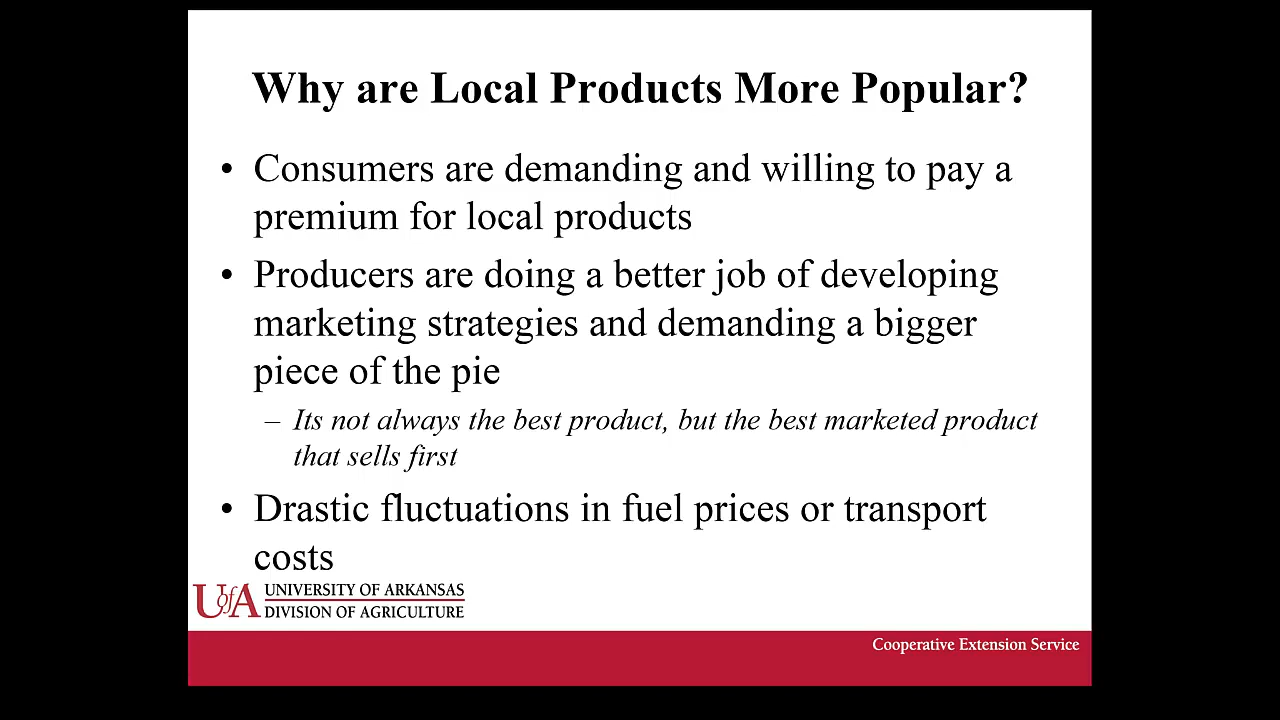 Why are Local Products More Popular?
• Consumers are demanding and willing to pay a
premium for local products
• Producers are doing a better job of developing
marketing strategies and demanding a bigger
piece of the pie
– Its not always the best product, but the best marketed product
that sells first
• Drastic fluctuations in fuel prices or transport
costs
UofA UNIVERSITY OF ARKANSAS
DIVISION OF AGRICULTURE
Cooperative Extension Service